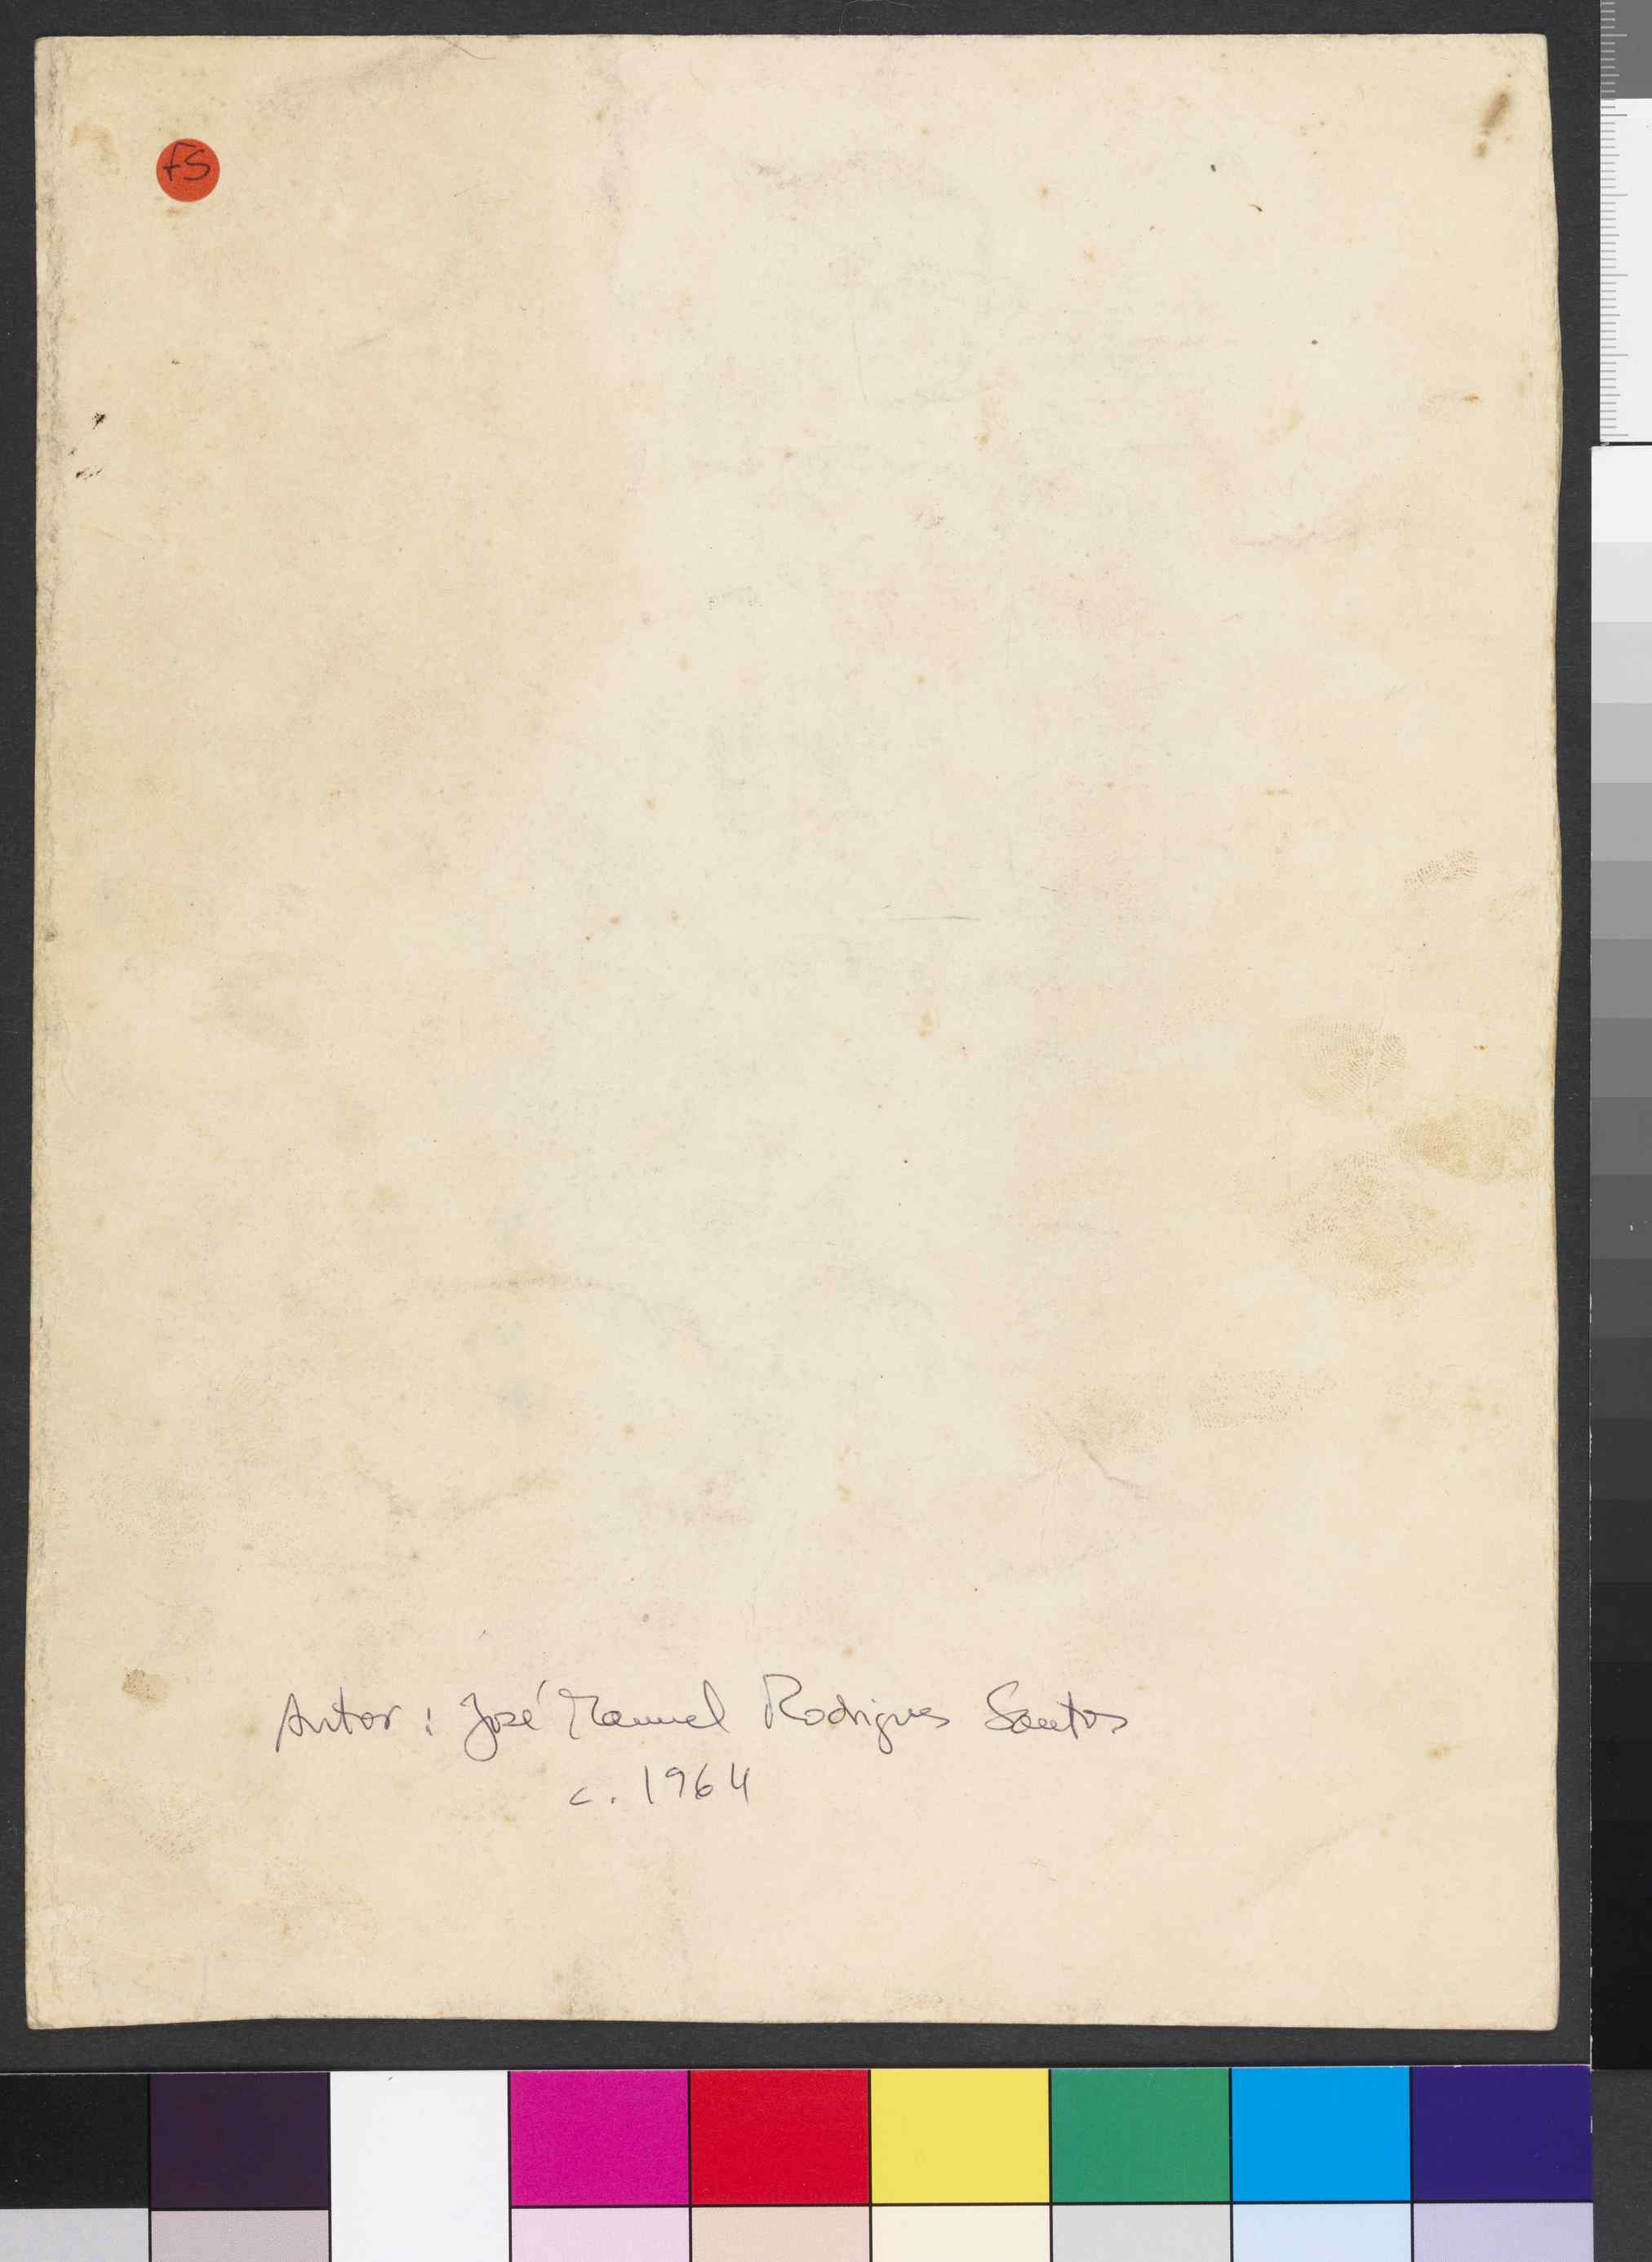 FS
Autor: José Manuel Rodrigues Santos
c. 1964